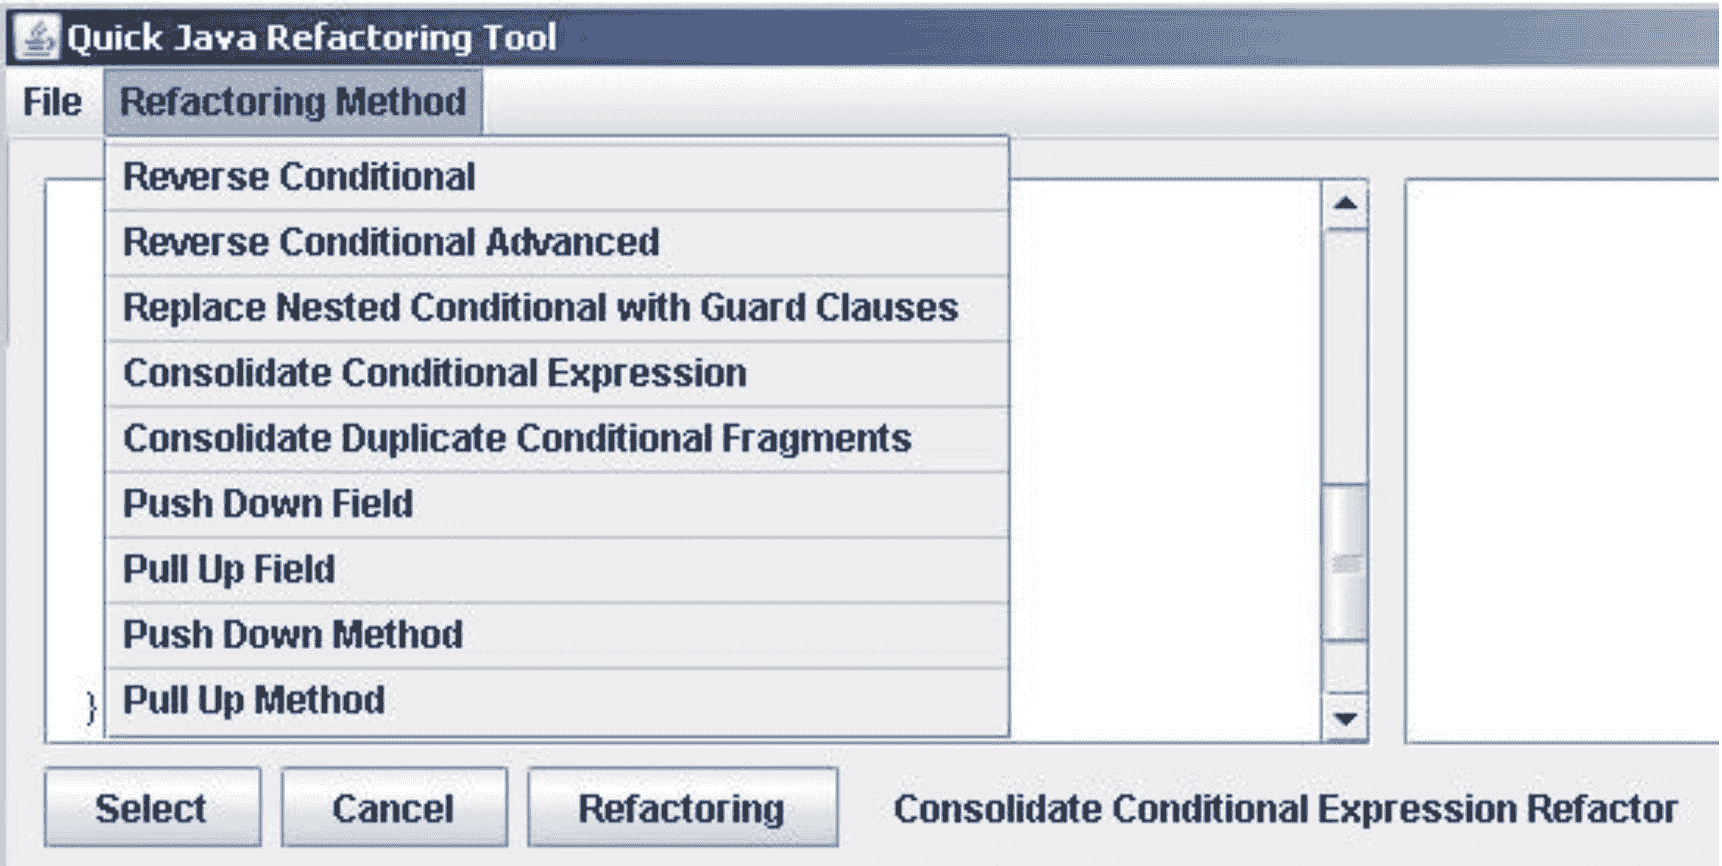 Quick Java Refactoring Tool
File Refactoring Method
Reverse Conditional
Reverse Conditional Advanced
Replace Nested Conditional with Guard Clauses
Consolidate Conditional Expression
Consolidate Duplicate Conditional Fragments
Push Down Field
Pull Up Field
Push Down Method
} Pull Up Method
Select Cancel Refactoring Consolidate Conditional Expression Refactor